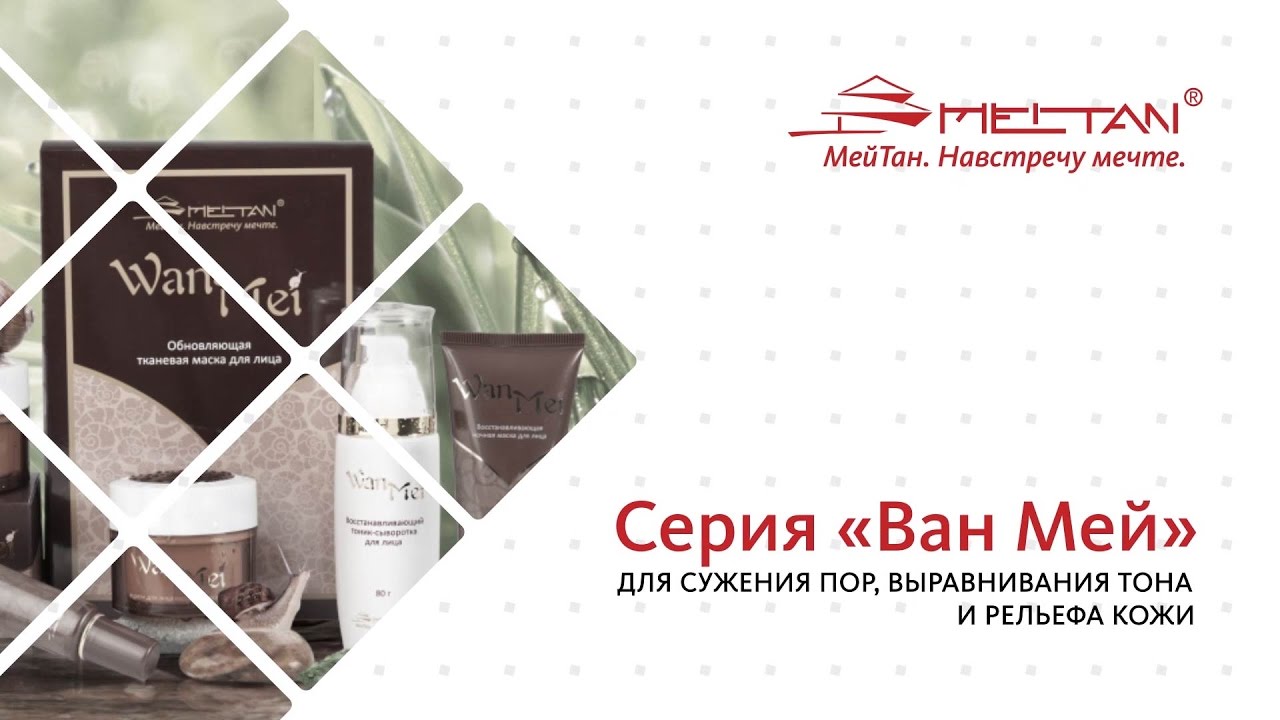 MEITAN®
МейТан. Навстречу мечте.
MEITAN®
МейТан. Навстречу мечте.
Wan Mei
Обновляющая
тканевая маска для лица
Wan Mei
Восстанавливающая
ночная маска для лица
Wan Mei
Восстанавливающий
тоник-сыворотка
для лица
80 г
Wan Mei
Серия «Ван Мей»
ДЛЯ СУЖЕНИЯ ПОР, ВЫРАВНИВАНИЯ ТОНА
И РЕЛЬЕФА КОЖИ